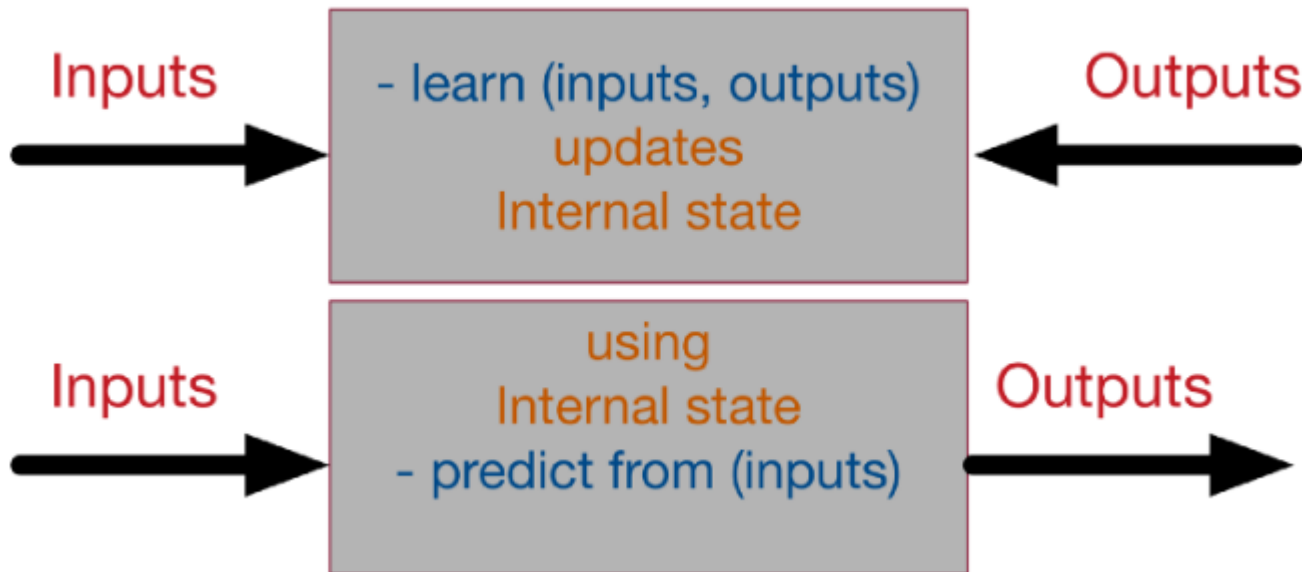 Inputs
- learn (inputs, outputs)
updates
Internal state
Outputs
Inputs
using
Internal state
- predict from (inputs)
Outputs